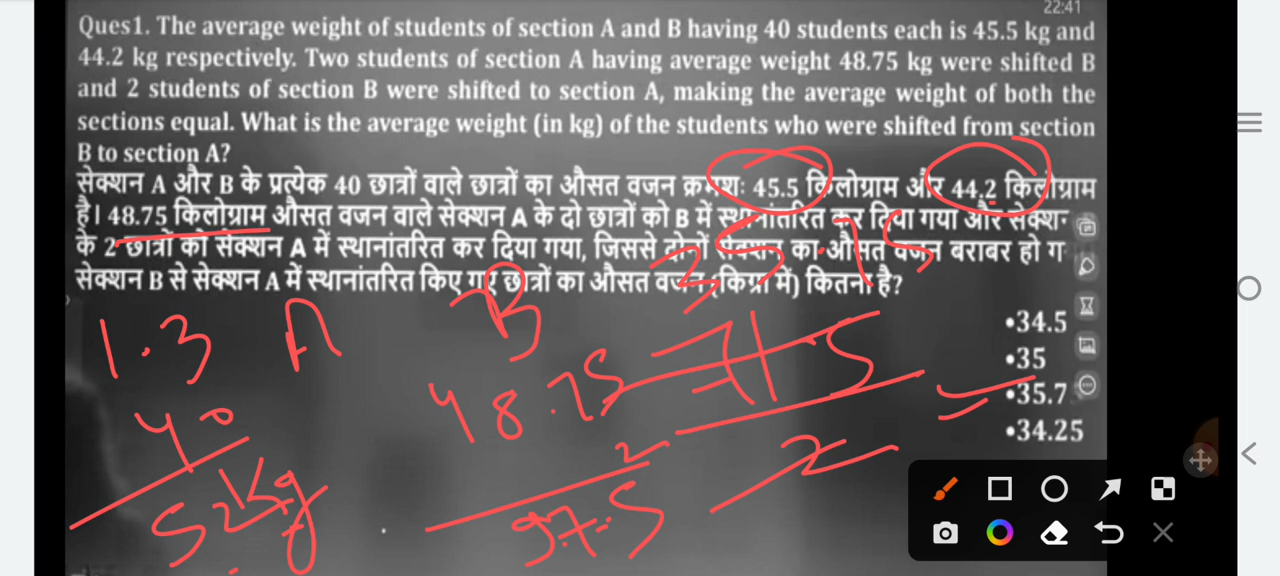 22:41
Ques1. The average weight of students of section A and B having 40 students each is 45.5 kg and
44.2 kg respectively. Two students of section A having average weight 48.75 kg were shifted B
and 2 students of section B were shifted to section A, making the average weight of both the
sections equal. What is the average weight (in kg) of the students who were shifted from section
B to section A?
सेक्शन A और B के प्रत्येक 40 छात्रों वाले छात्रों का औसत वजन क्रमशः 45.5 किलोग्राम और 44.2 किलोग्राम
है। 48.75 किलोग्राम औसत वजन वाले सेक्शन A के दो छात्रों को B में स्थानांतरित कर दिया गया और सेक्शन
के 2 छात्रों को सेक्शन A में स्थानांतरित कर दिया गया, जिससे दोनों सेक्शन का औसत वजन बराबर हो ग
सेक्शन B से सेक्शन A में स्थानांतरित किए गए छात्रों का औसत वजन (किग्रा में) कितना है?
•34.5
•35
•35.7
•34.25
35.75
1.3 A B
40
52kg
48.75
2
97.5
71.5
2